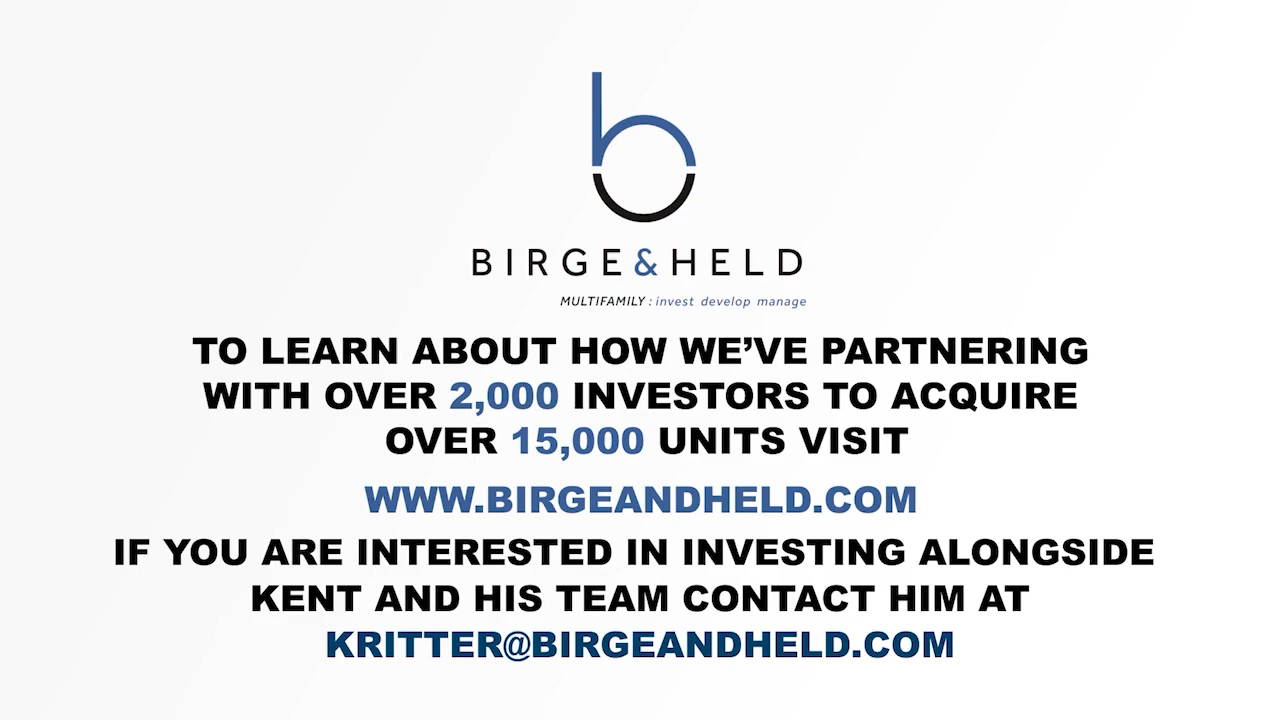 BIRGE&HELD
MULTIFAMILY : invest develop manage
TO LEARN ABOUT HOW WE’VE PARTNERING
WITH OVER 2,000 INVESTORS TO ACQUIRE
OVER 15,000 UNITS VISIT
WWW.BIRGEANDHELD.COM
IF YOU ARE INTERESTED IN INVESTING ALONGSIDE
KENT AND HIS TEAM CONTACT HIM AT
KRITTER@BIRGEANDHELD.COM